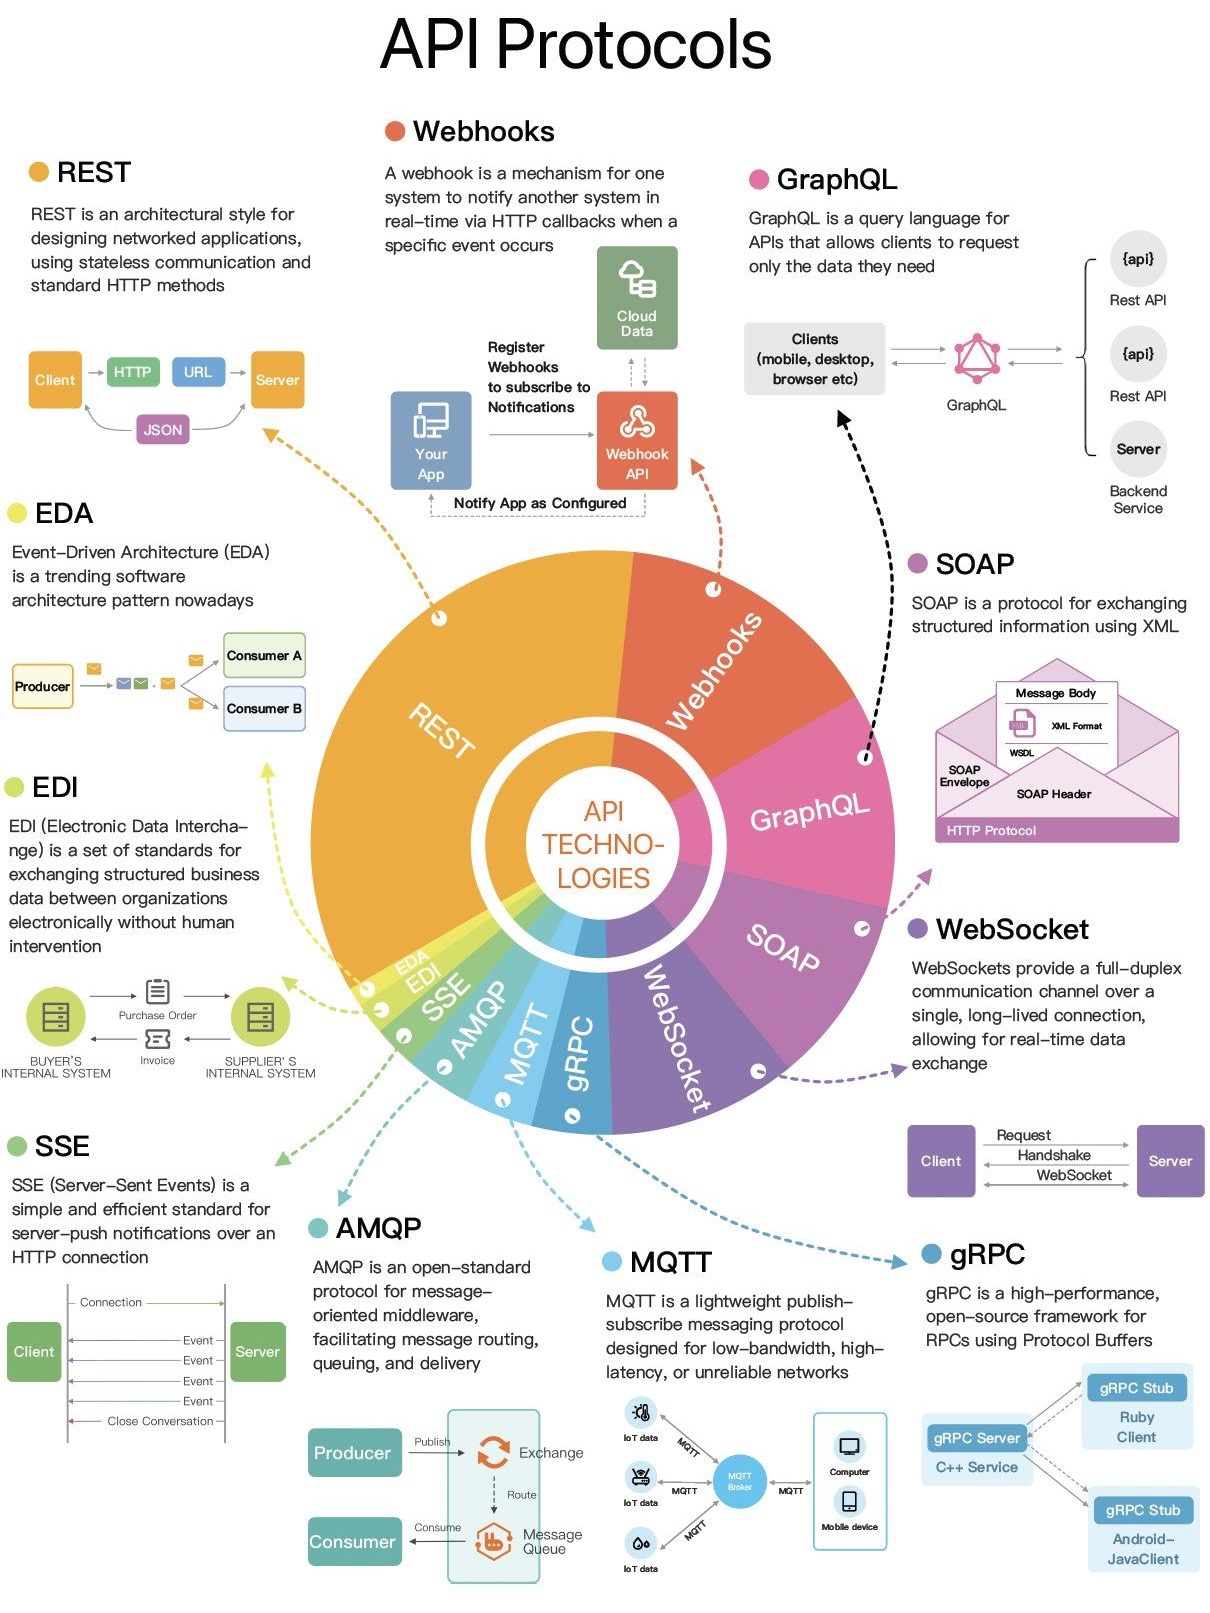 API Protocols
Webhooks
A webhook is a mechanism for one
system to notify another system in
real-time via HTTP callbacks when a
specific event occurs
Cloud
Data
Register
Webhooks
to subscribe to
Notifications
Your
App
Webhook
API
Notify App as Configured
REST
REST is an architectural style for
designing networked applications,
using stateless communication and
standard HTTP methods
Client
HTTP
URL
Server
JSON
GraphQL
GraphQL is a query language for
APIs that allows clients to request
only the data they need
Clients
(mobile, desktop,
browser etc)
GraphQL
{api}
Rest API
{api}
Rest API
Server
Backend
Service
EDA
Event-Driven Architecture (EDA)
is a trending software
architecture pattern nowadays
Producer
Consumer A
Consumer B
SOAP
SOAP is a protocol for exchanging
structured information using XML
Message Body
XML
XML Format
WSDL
SOAP
Envelope
SOAP Header
HTTP Protocol
EDI
EDI (Electronic Data Intercha-
nge) is a set of standards for
exchanging structured business
data between organizations
electronically without human
intervention
Purchase Order
Invoice
BUYER'S
INTERNAL SYSTEM
SUPPLIER' S
INTERNAL SYSTEM
API
TECHNO-
LOGIES
REST
Webhooks
GraphQL
SOAP
WebSocket
gRPC
MQTT
AMQP
SSE
EDI
EDA
WebSocket
WebSockets provide a full-duplex
communication channel over a
single, long-lived connection,
allowing for real-time data
exchange
Client
Request
Handshake
WebSocket
Server
SSE
SSE (Server-Sent Events) is a
simple and efficient standard for
server-push notifications over an
HTTP connection
Connection
Client
Event
Event
Event
Event
Server
Close Conversation
AMQP
AMQP is an open-standard
protocol for message-
oriented middleware,
facilitating message routing,
queuing, and delivery
Producer
Publish
Exchange
Route
Consumer
Consume
Message
Queue
MQTT
MQTT is a lightweight publish-
subscribe messaging protocol
designed for low-bandwidth, high-
latency, or unreliable networks
IoT data
IoT data
IoT data
MQTT
MQTT
MQTT
MQTT
Broker
MQTT
Computer
Mobile device
gRPC
gRPC is a high-performance,
open-source framework for
RPCs using Protocol Buffers
gRPC Server
C++ Service
gRPC Stub
Ruby
Client
gRPC Stub
Android-
JavaClient